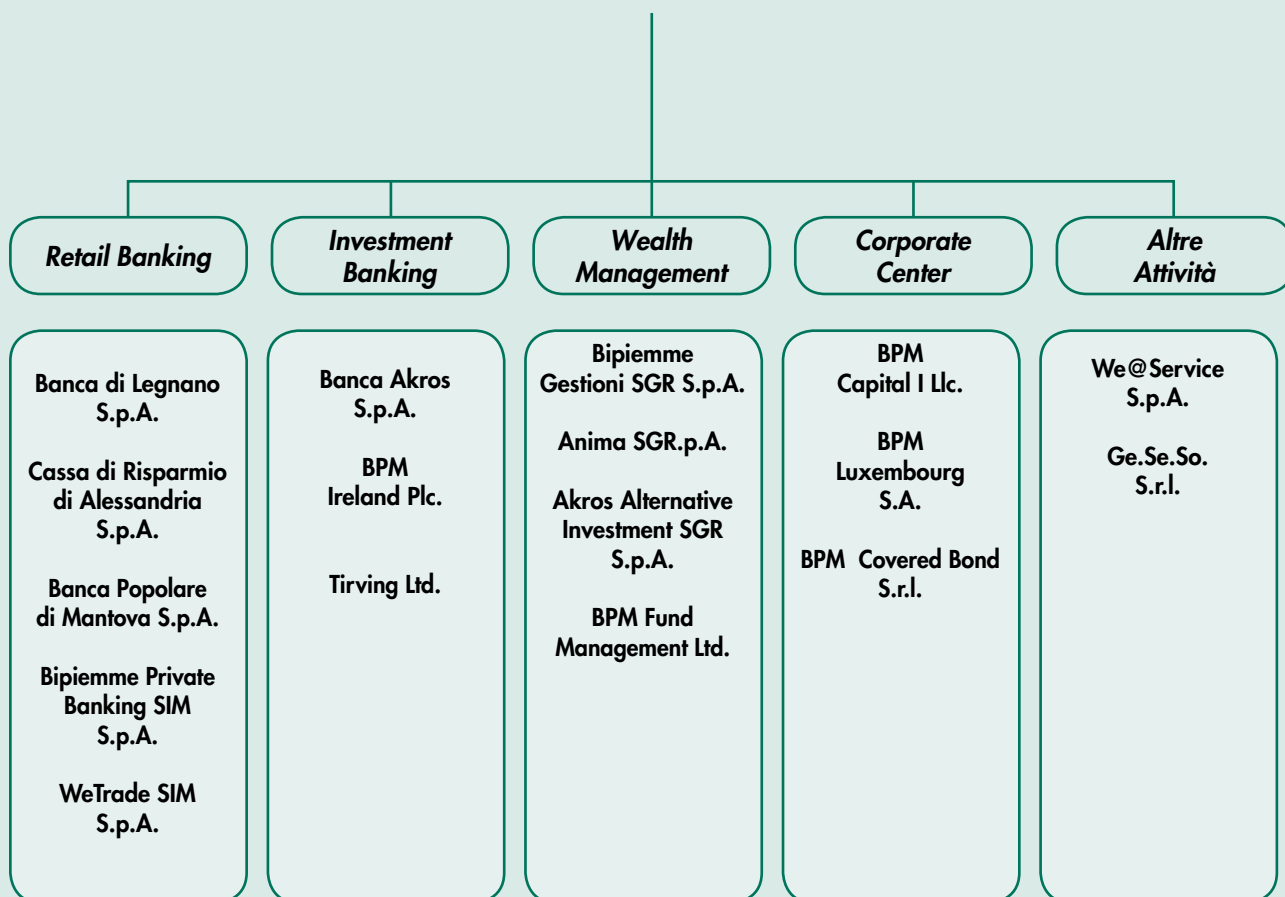 Retail Banking
Investment
Banking
Wealth
Management
Corporate
Center
Altre
Attività
Banca di Legnano
S.p.A.
Cassa di Risparmio
di Alessandria
S.p.A.
Banca Popolare
di Mantova S.p.A.
Bipiemme Private
Banking SIM
S.p.A.
WeTrade SIM
S.p.A.
Banca Akros
S.p.A.
BPM
Ireland Plc.
Tirving Ltd.
Bipiemme
Gestioni SGR S.p.A.
Anima SGR.p.A.
Akros Alternative
Investment SGR
S.p.A.
BPM Fund
Management Ltd.
BPM
Capital I Llc.
BPM
Luxembourg
S.A.
BPM Covered Bond
S.r.l.
We@Service
S.p.A.
Ge.Se.So.
S.r.l.